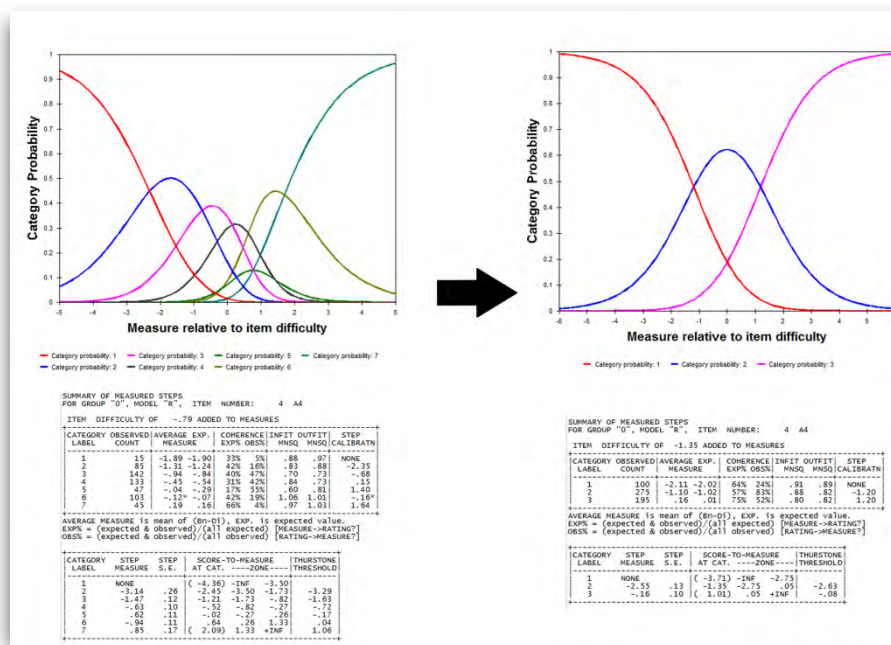 1
0.9
0.8
0.7
0.6
0.5
0.4
0.3
0.2
0.1
0
Category Probability
-5 -4 -3 -2 -1 0 1 2 3 4 5
Measure relative to item difficulty
Category probability: 1 Category probability: 3 Category probability: 5 Category probability: 7
Category probability: 2 Category probability: 4 Category probability: 6
1
0.9
0.8
0.7
0.6
0.5
0.4
0.3
0.2
0.1
0
Category Probability
-6 -5 -4 -3 -2 -1 0 1 2 3 4 5
Measure relative to item difficulty
Category probability: 1 Category probability: 2 Category probability: 3
SUMMARY OF MEASURED STEPS
FOR GROUP "0", MODEL "R", ITEM NUMBER: 4 A4
ITEM DIFFICULTY OF -.79 ADDED TO MEASURES
|CATEGORY OBSERVED|AVERAGE EXP.| COHERENCE|INFIT OUTFIT| STEP |
| LABEL COUNT | MEASURE |EXP% OBS%| MNSQ MNSQ|CALIBRATN|
| 1 15| -1.89 -1.90| 33% 5%| .88 .97| NONE |
| 2 85| -1.31 -1.24| 42% 16%| .83 .88| -2.35 |
| 3 142| -.94 -.84| 40% 47%| .70 .73| -.68 |
| 4 133| -.45 -.54| 31% 42%| .84 .73| .15 |
| 5 47| -.04 -.29| 17% 55%| .60 .81| 1.40 |
| 6 103| -.12* -.07| 42% 19%| 1.06 1.01| -.16* |
| 7 45| .19 .16| 66% 4%| .97 1.03| 1.64 |
AVERAGE MEASURE is mean of (Bn-Di), EXP. is expected value.
EXP% = (expected & observed)/(all expected) [MEASURE->RATING?]
OBS% = (expected & observed)/(all observed) [RATING->MEASURE?]
|CATEGORY STEP STEP | SCORE-TO-MEASURE |THURSTONE|
| LABEL MEASURE S.E. | AT CAT. ----ZONE----|THRESHOLD|
| 1 NONE |( -4.36) -INF -3.50| |
| 2 -3.14 .26 | -2.45 -3.50 -1.73| -3.29 |
| 3 -1.47 .12 | -1.21 -1.73 -.82| -1.63 |
| 4 -.63 .10 | -.52 -.82 -.27| -.72 |
| 5 .62 .11 | -.02 -.27 .26| -.17 |
| 6 -.94 .11 | .64 .26 1.33| .04 |
| 7 .85 .17 |( 2.09) 1.33 +INF | 1.06 |
SUMMARY OF MEASURED STEPS
FOR GROUP "0", MODEL "R", ITEM NUMBER: 4 A4
ITEM DIFFICULTY OF -1.35 ADDED TO MEASURES
|CATEGORY OBSERVED|AVERAGE EXP.| COHERENCE|INFIT OUTFIT| STEP |
| LABEL COUNT | MEASURE |EXP% OBS%| MNSQ MNSQ|CALIBRATN|
| 1 100| -2.11 -2.02| 64% 24%| .91 .89| NONE |
| 2 275| -1.10 -1.02| 57% 83%| .88 .82| -1.20 |
| 3 195| .16 .01| 75% 52%| .80 .82| 1.20 |
AVERAGE MEASURE is mean of (Bn-Di), EXP. is expected value.
EXP% = (expected & observed)/(all expected) [MEASURE->RATING?]
OBS% = (expected & observed)/(all observed) [RATING->MEASURE?]
|CATEGORY STEP STEP | SCORE-TO-MEASURE |THURSTONE|
| LABEL MEASURE S.E. | AT CAT. ----ZONE----|THRESHOLD|
| 1 NONE |( -3.71) -INF -2.75| |
| 2 -2.55 .13 | -1.35 -2.75 .05| -2.63 |
| 3 -.16 .10 |( 1.01) .05 +INF | -.08 |